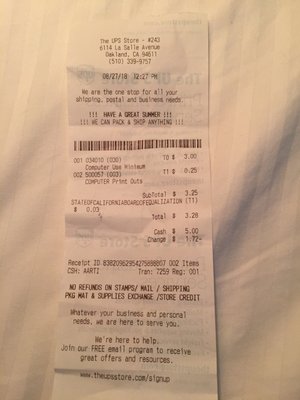 The UPS Store - #243
6114 La Salle Avenue
Oakland, CA 94611
(510) 339-9757
08/27/18 12:27 PM
We are the one stop for all your
shipping, postal and business needs.
!!! HAVE A GREAT SUMMER !!!
!!! WE CAN PACK & SHIP ANYTHING !!!
001 034010 (030) T0 $ 3.00
Computer Use Minimum
002 500057 (003) T1 $ 0.25
COMPUTER Print Outs
SubTotal $ 3.25
STATEOFCALIFORNIABOARDOFEQUALIZATION (T1)
$ 0.03
Total $ 3.28
Cash $ 5.00
Change $ 1.72-
Receipt ID 83820962954275898807 002 Items
CSH: AARTI Tran: 7259 Reg: 001
NO REFUNDS ON STAMPS/ MAIL / SHIPPING
PKG MAT & SUPPLIES EXCHANGE /STORE CREDIT
Whatever your business and personal
needs, we are here to serve you.
We're here to help.
Join our FREE email program to receive
great offers and resources.
www.theupsstore.com/signup